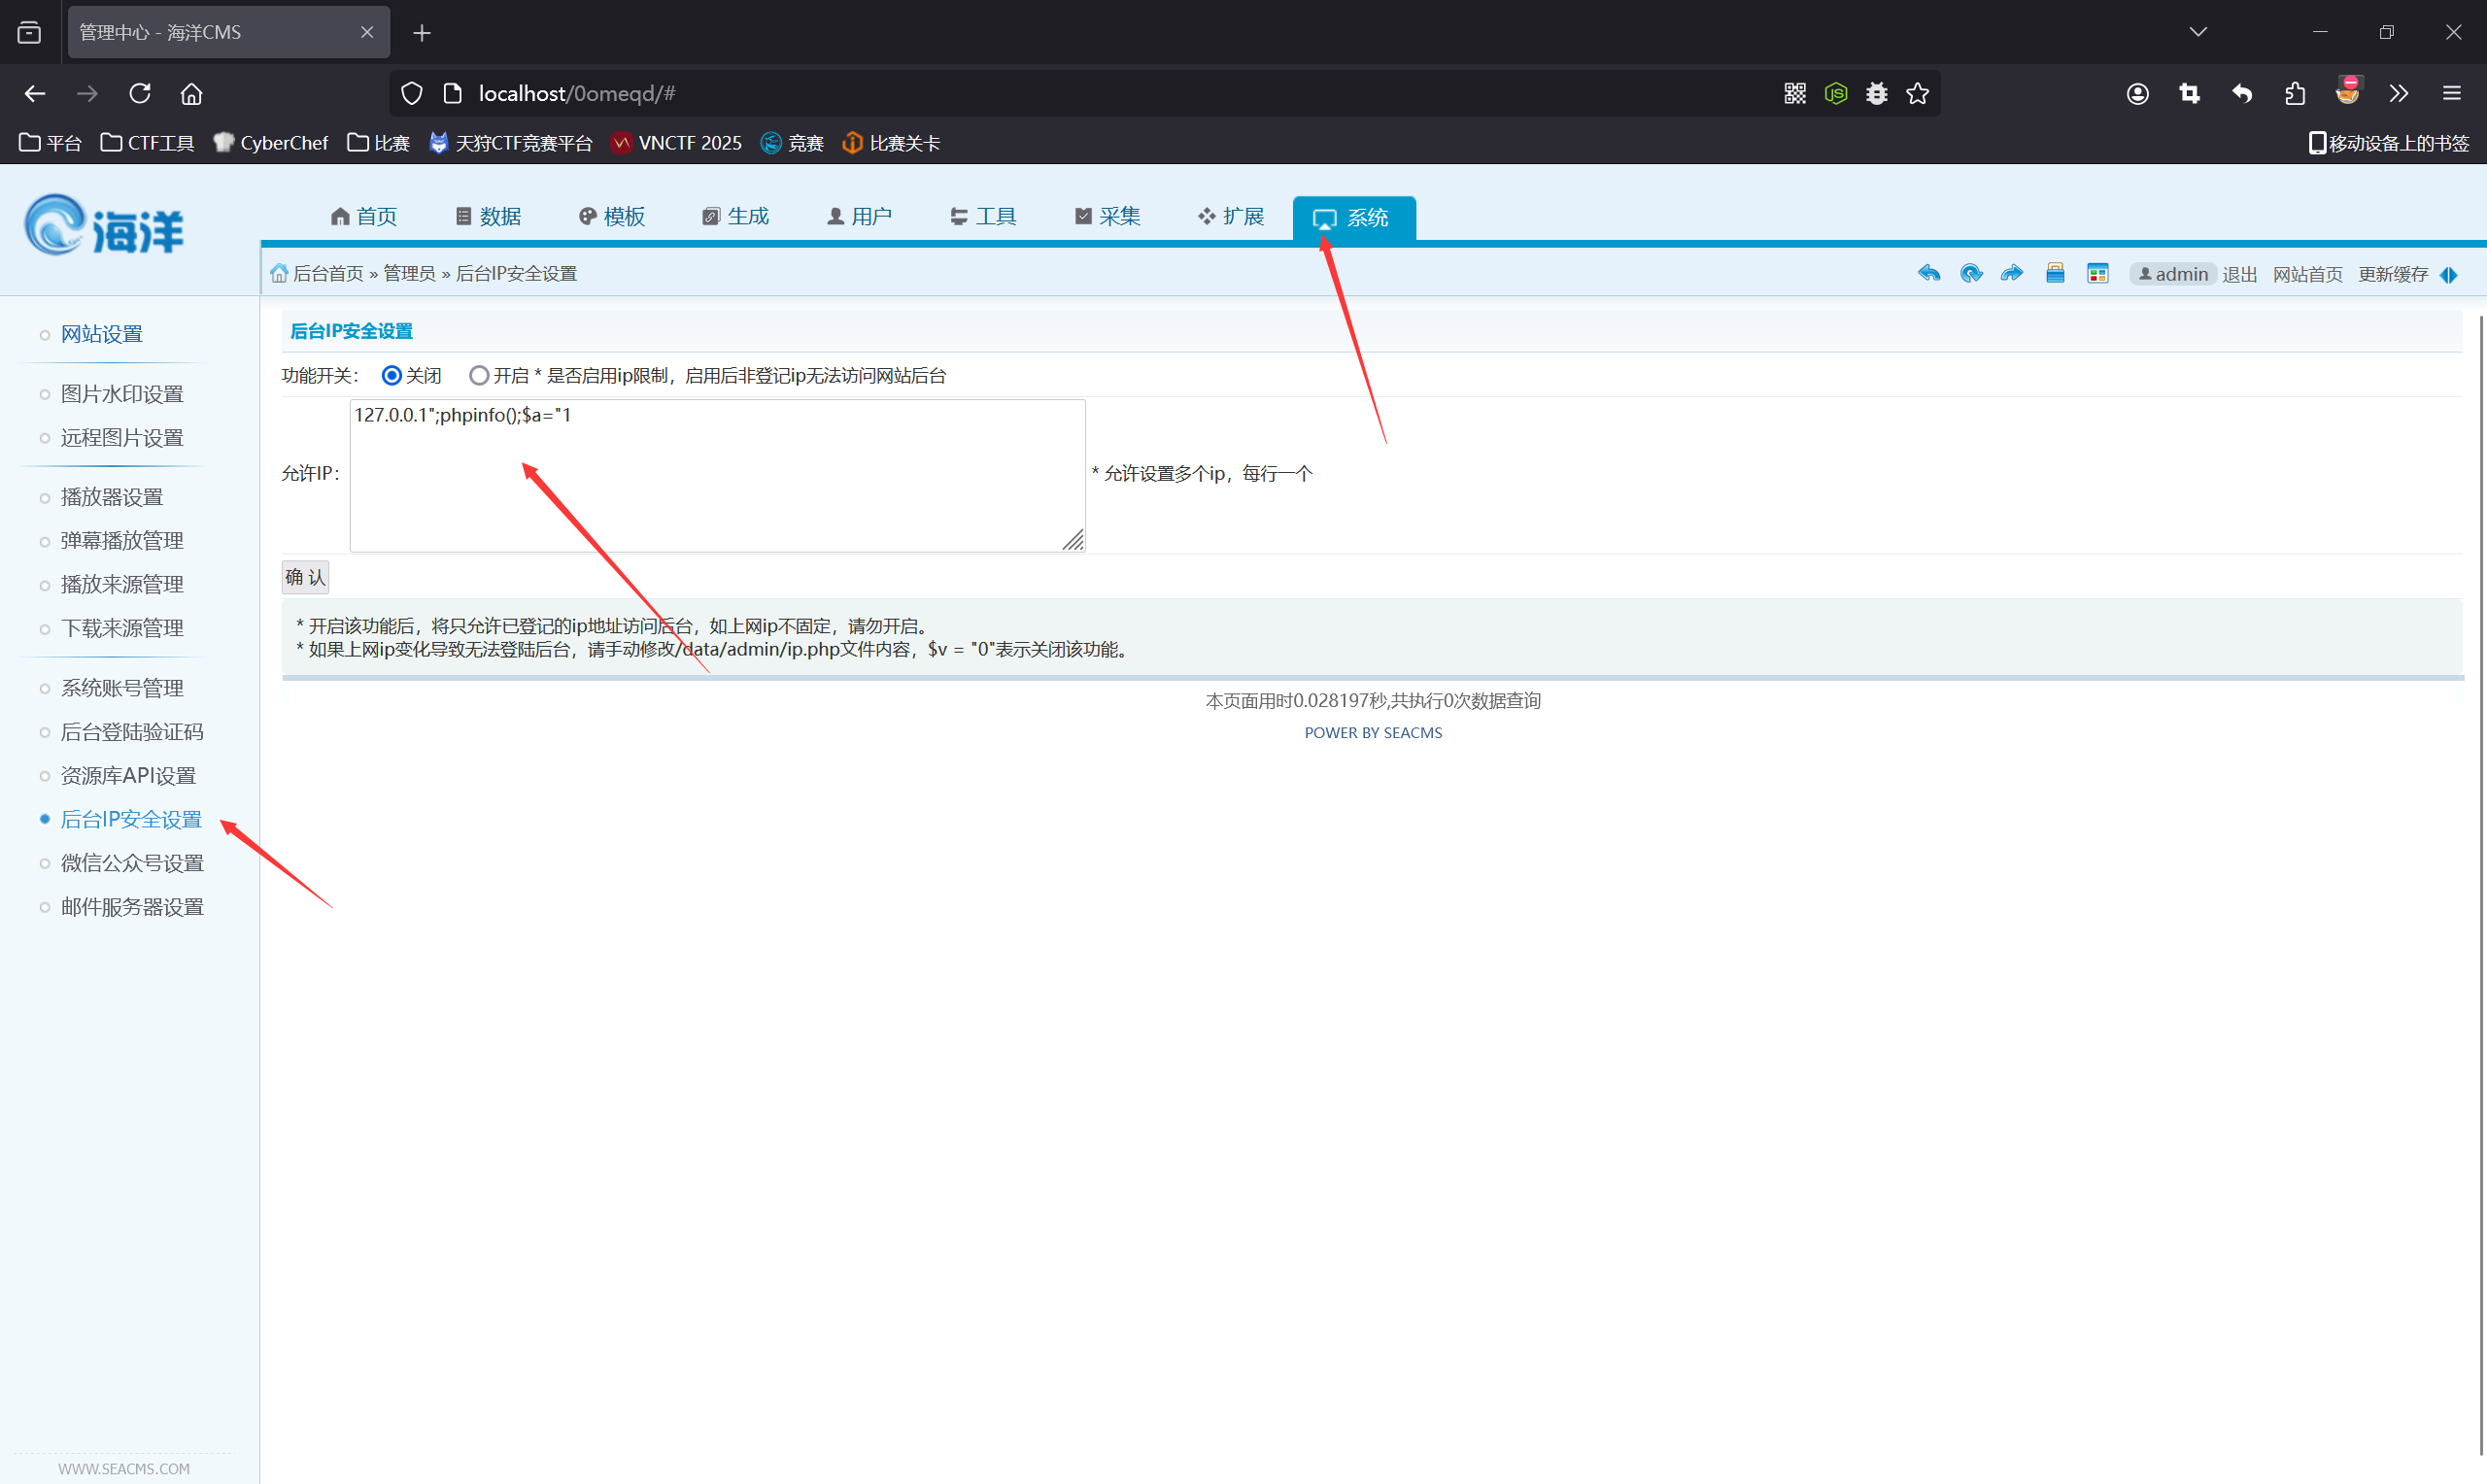 管理中心 - 海洋CMS
localhost/0omeqd/#
平台 CTF工具 CyberChef 比赛 天狩CTF竞赛平台 VNCTF 2025 竞赛 比赛关卡 移动设备上的书签
海洋
首页 数据 模板 生成 用户 工具 采集 扩展 系统
后台首页 » 管理员 » 后台IP安全设置
admin 退出 网站首页 更新缓存
网站设置
图片水印设置
远程图片设置
播放器设置
弹幕播放管理
播放来源管理
下载来源管理
系统账号管理
后台登陆验证码
资源库API设置
后台IP安全设置
微信公众号设置
邮件服务器设置
WWW.SEACMS.COM
后台IP安全设置
功能开关： 关闭 开启 * 是否启用ip限制，启用后非登记ip无法访问网站后台
127.0.0.1";phpinfo();$a="1
允许IP： * 允许设置多个ip，每行一个
确 认
* 开启该功能后，将只允许已登记的ip地址访问后台，如上网ip不固定，请勿开启。
* 如果上网ip变化导致无法登陆后台，请手动修改/data/admin/ip.php文件内容，$v = "0"表示关闭该功能。
本页面用时0.028197秒,共执行0次数据查询
POWER BY SEACMS